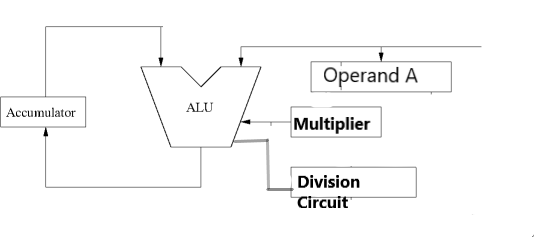 Operand A
ALU
Accumulator
Multiplier
Division
Circuit